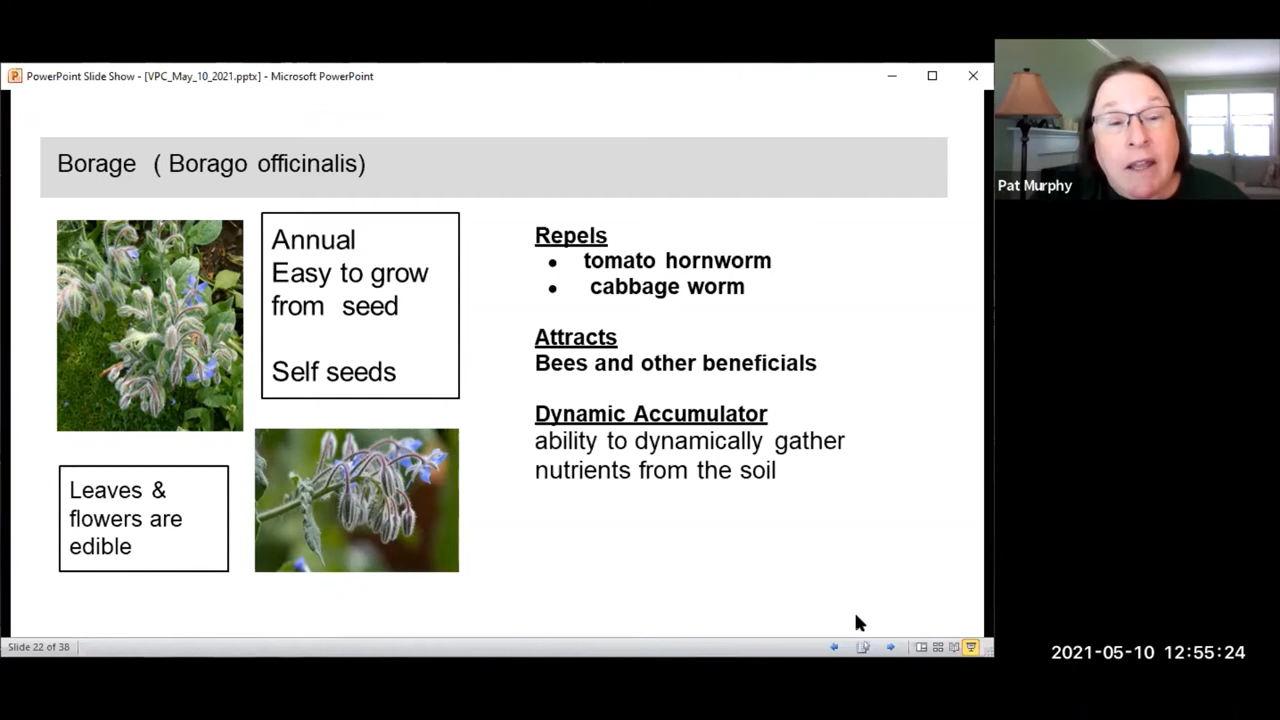 PowerPoint Slide Show - [VPC_May_10_2021.pptx] - Microsoft PowerPoint
Borage ( Borago officinalis)
Annual
Easy to grow
from seed
Self seeds
Leaves &
flowers are
edible
Repels
• tomato hornworm
• cabbage worm
Attracts
Bees and other beneficials
Dynamic Accumulator
ability to dynamically gather
nutrients from the soil
Slide 22 of 38
Pat Murphy
2021-05-10 12:55:24